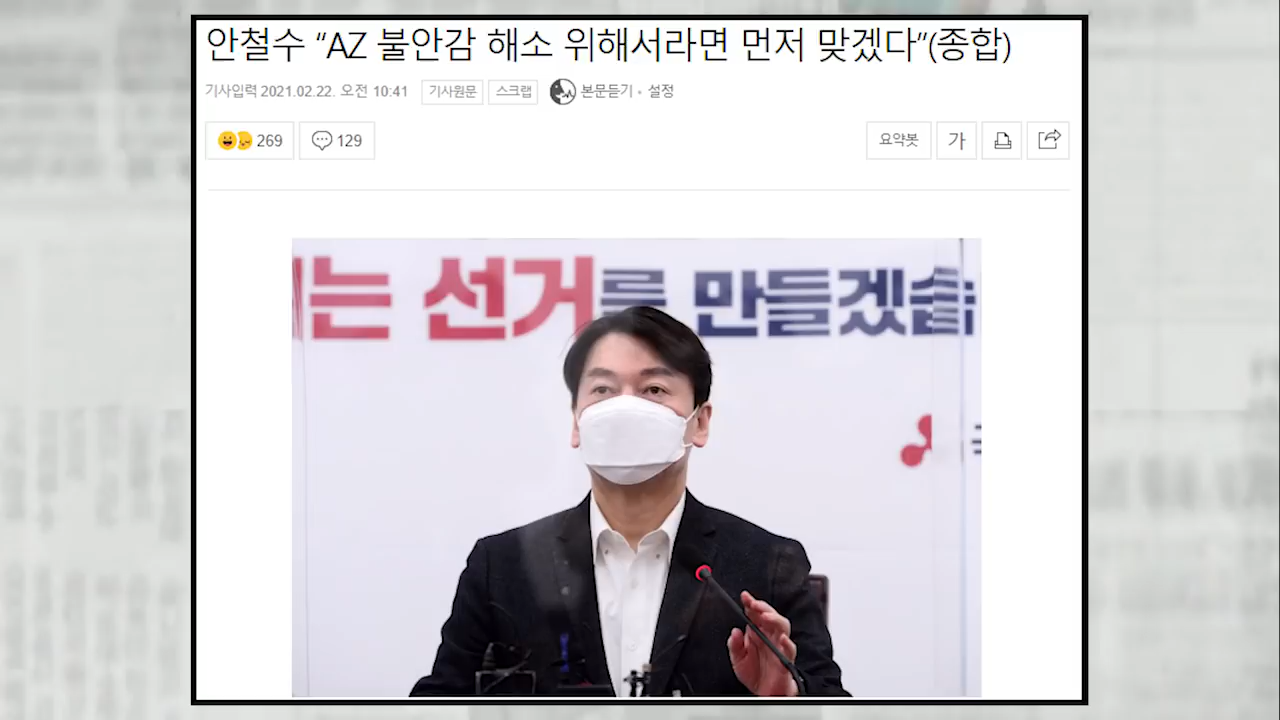 안철수 “AZ 불안감 해소 위해서라면 먼저 맞겠다”(종합)
기사입력 2021.02.22. 오전 10:41 기사원문 스크랩 본문듣기 • 설정
269 129 요약봇 가
는 선거를 만들겠습